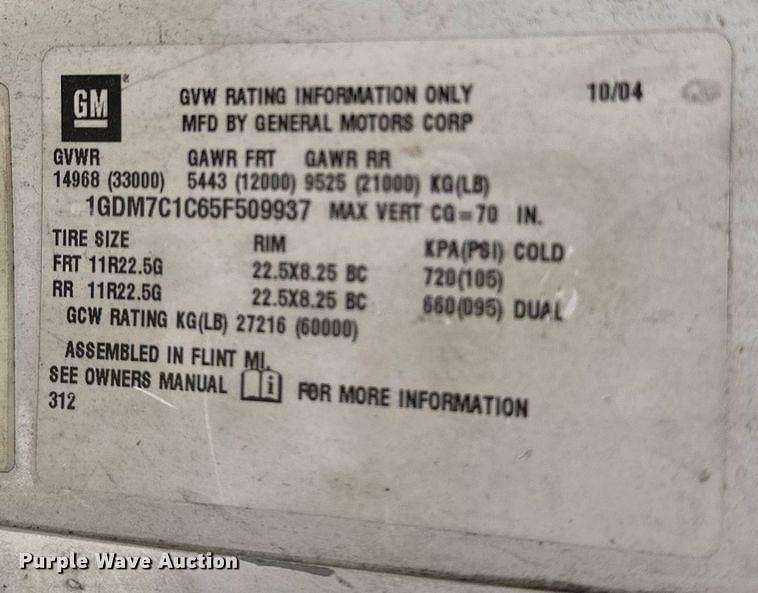 GM
GVW RATING INFORMATION ONLY 10/04
MFD BY GENERAL MOTORS CORP
GVWR GAWR FRT GAWR RR
14968 (33000) 5443 (12000) 9525 (21000) KG(LB)
1GDM7C1C65F509937 MAX VERT CG=70 IN.
TIRE SIZE RIM KPA(PSI) COLD
FRT 11R22.5G 22.5X8.25 BC 720(105)
RR 11R22.5G 22.5X8.25 BC 660(095) DUAL
GCW RATING KG(LB) 27216 (60000)
ASSEMBLED IN FLINT MI.
SEE OWNERS MANUAL i FOR MORE INFORMATION
312
Purple Wave Auction